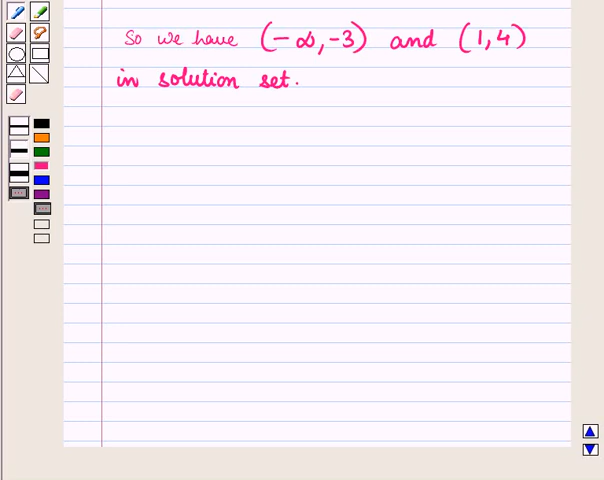 So we have (-∞, -3) and (1, 4)
in solution set.